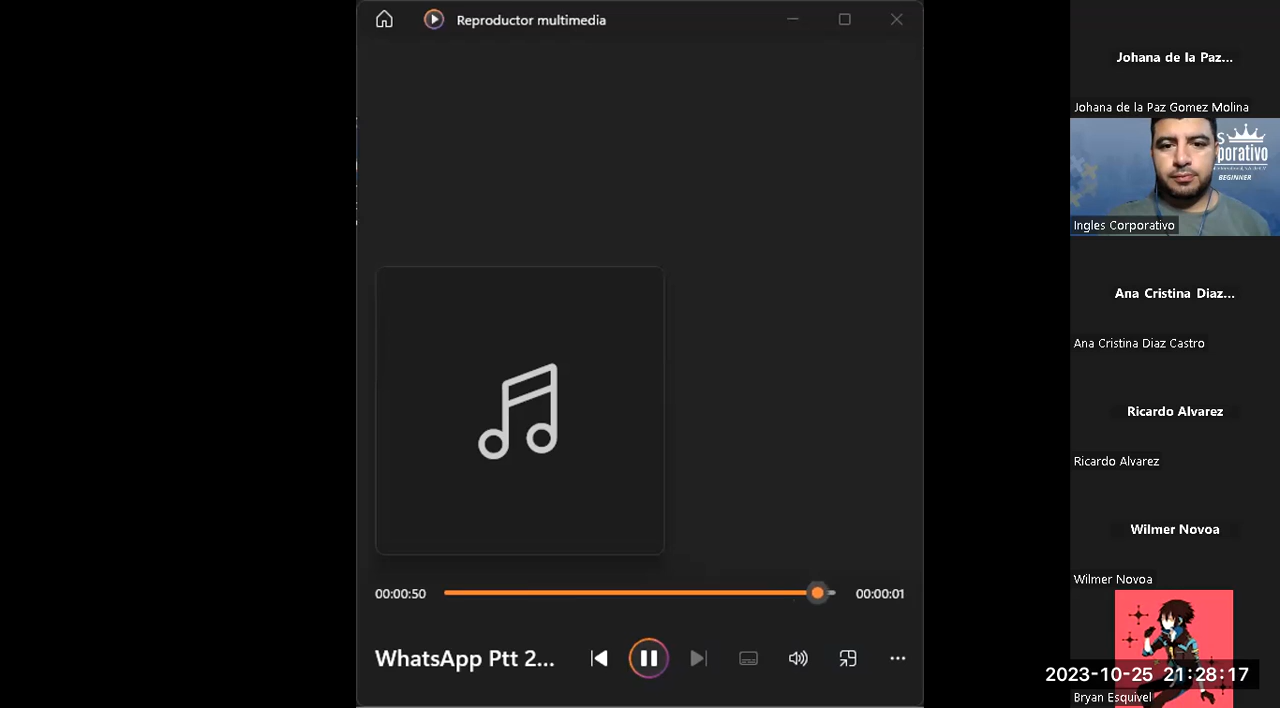 Reproductor multimedia
00:00:50
00:00:01
WhatsApp Ptt 2...
Johana de la Paz...
Johana de la Paz Gomez Molina
porativo
BEGINNER
Ingles Corporativo
Ana Cristina Diaz...
Ana Cristina Diaz Castro
Ricardo Alvarez
Ricardo Alvarez
Wilmer Novoa
Wilmer Novoa
2023-10-25 21:28:17
Bryan Esquivel